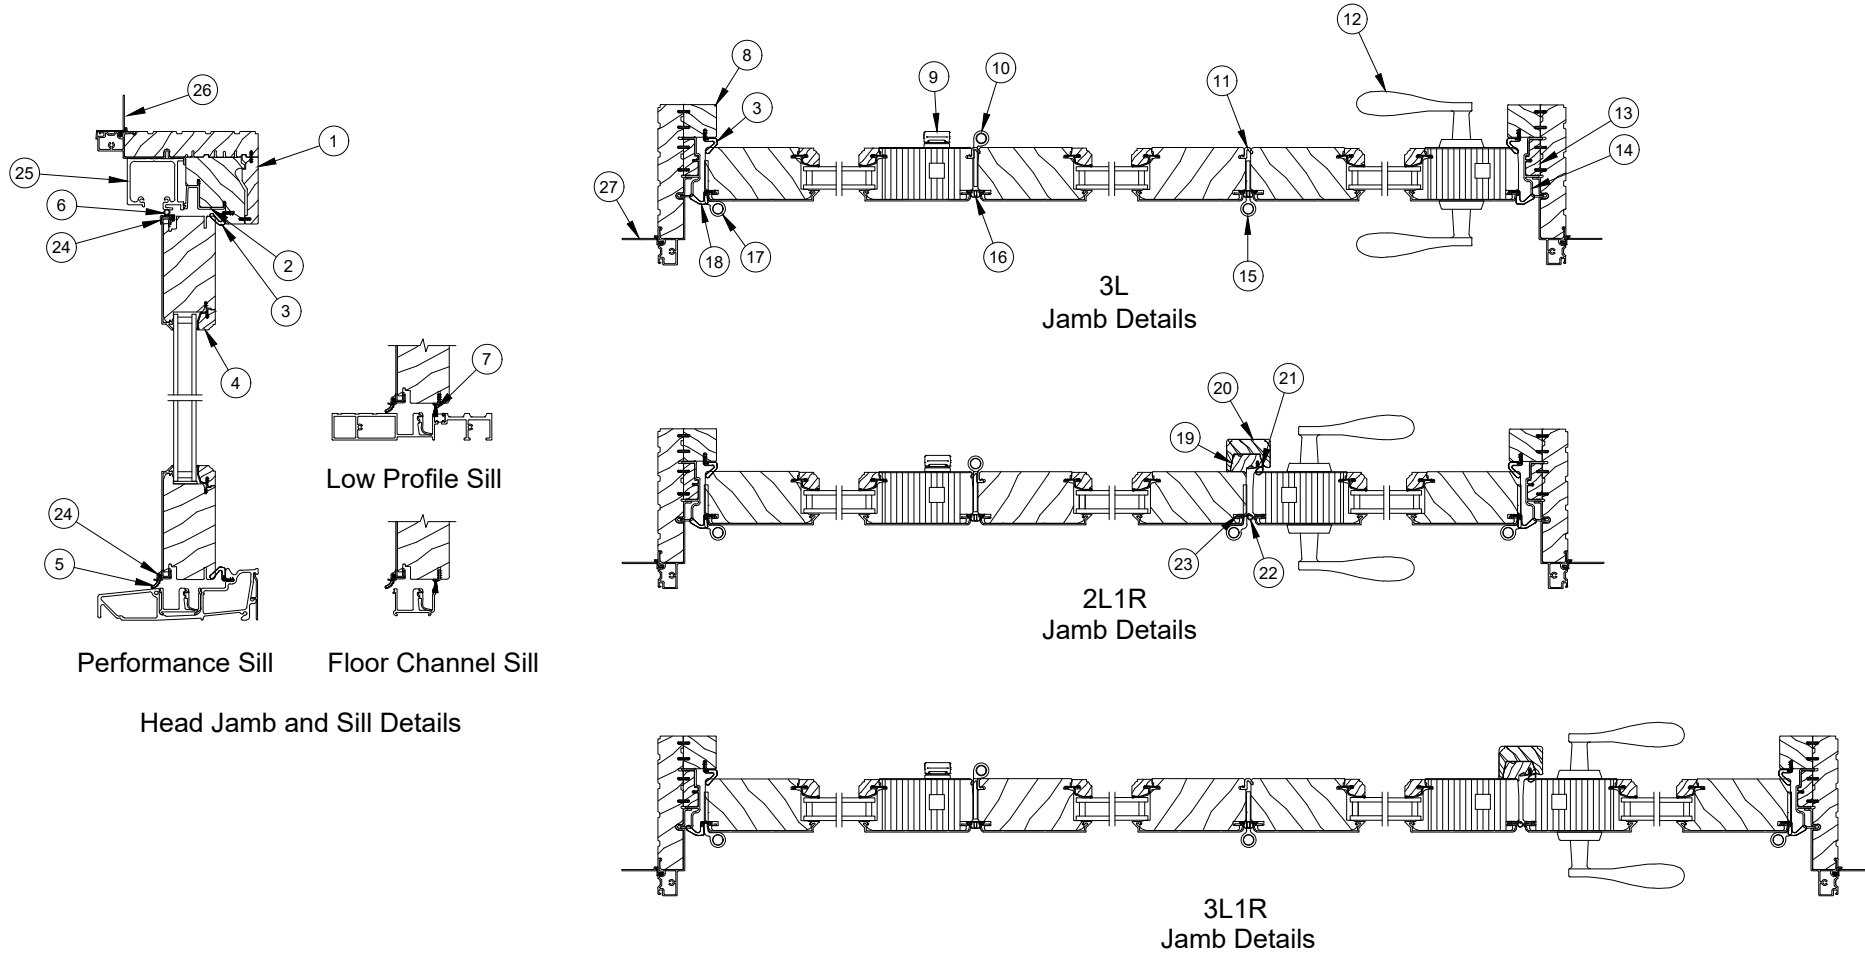 26
1
25
6
24
2
3
4
7
Low Profile Sill
24
5
Performance Sill
Floor Channel Sill
Head Jamb and Sill Details
12
8
9
10
11
3
13
14
27
18
17
16
15
3L
Jamb Details
20
21
19
23
22
2L1R
Jamb Details
3L1R
Jamb Details